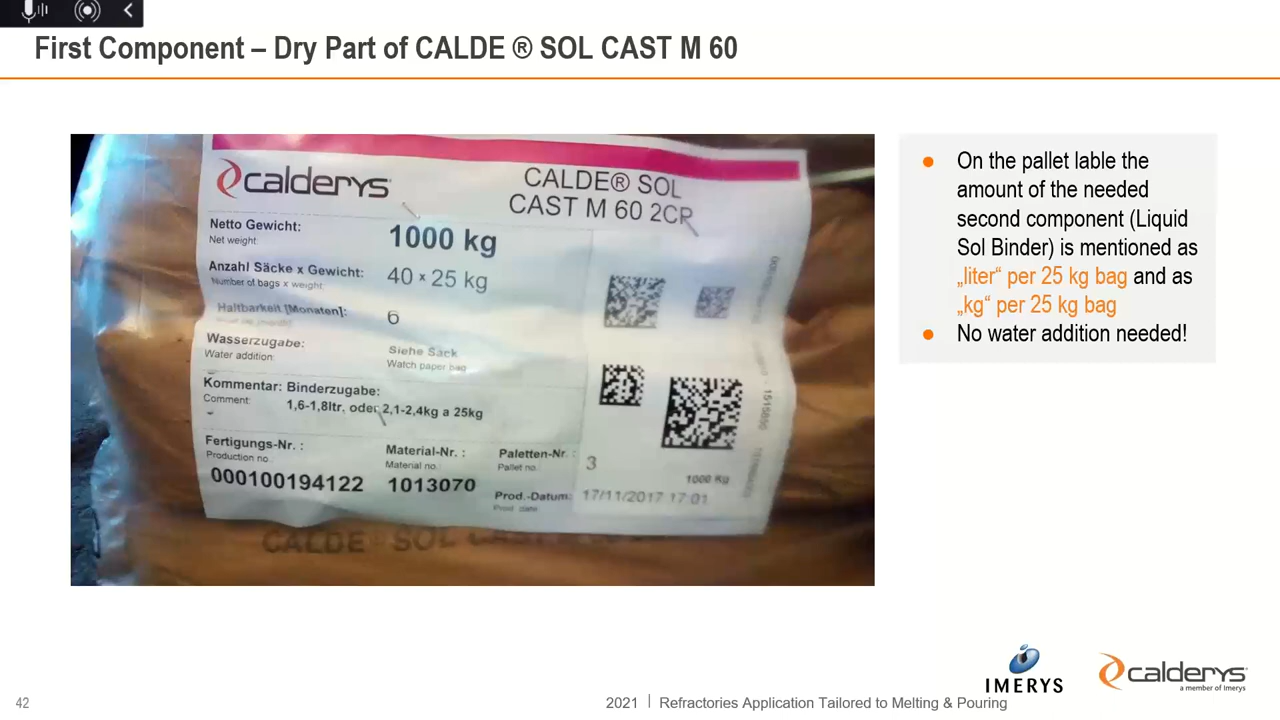 First Component – Dry Part of CALDE ® SOL CAST M 60
calderys
CALDE® SOL
CAST M 60 2CR
Netto Gewicht:
Net weight
1000 kg
Anzahl Säcke x Gewicht:
Number of bags x weight
40 x 25 kg
Haltbarkeit [Monaten]:
6
Wasserzugabe:
Water addition:
Siehe Sack
Watch paper bag
Kommentar: Binderzugabe:
Comment:
1,6-1,8ltr. oder 2,1-2,4kg a 25kg
Fertigungs-Nr. :
Production no.:
000100194122
Material-Nr. :
Material no.:
1013070
Paletten-Nr. :
Pallet no.:
3
1000 Kg
Prod.-Datum:
Prod. date
17/11/2017 17:01
CALDE SOL CAST
On the pallet lable the
amount of the needed
second component (Liquid
Sol Binder) is mentioned as
„liter“ per 25 kg bag and as
„kg“ per 25 kg bag
No water addition needed!
IMERYS
calderys
a member of Imerys
42
2021 | Refractories Application Tailored to Melting & Pouring